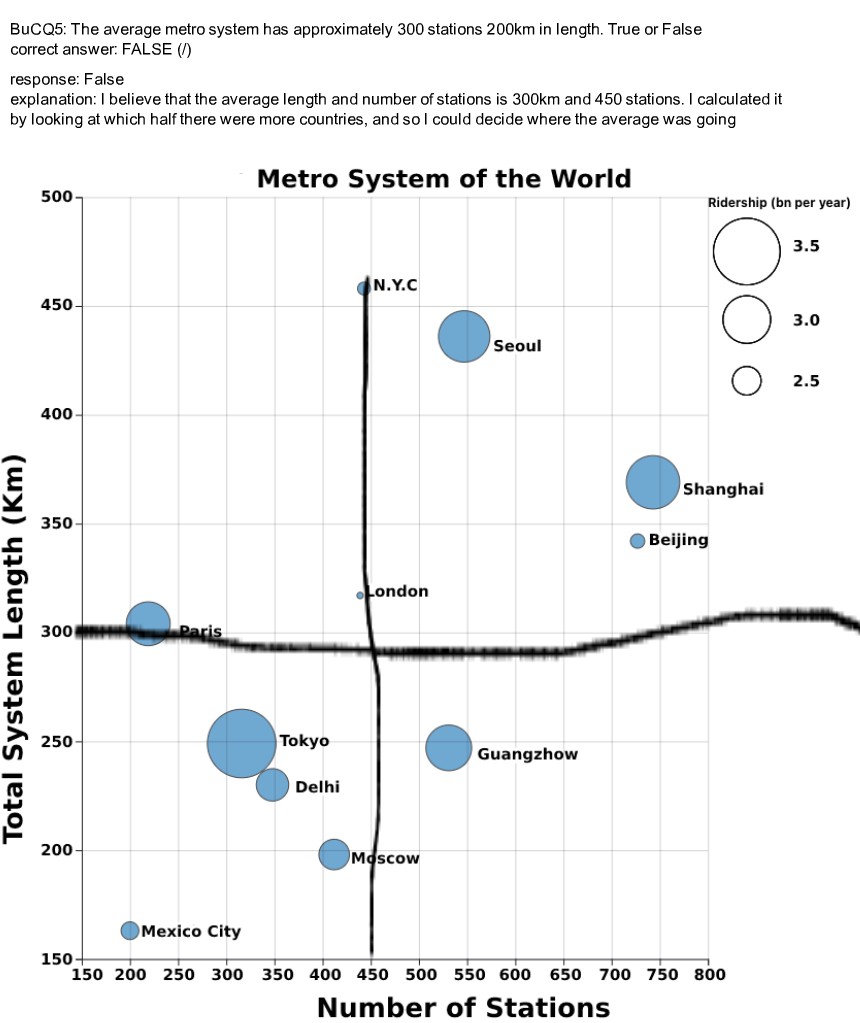 BuCQ5: The average metro system has approximately 300 stations 200km in length. True or False
correct answer: FALSE (/)
response: False
explanation: I believe that the average length and number of stations is 300km and 450 stations. I calculated it
by looking at which half there were more countries, and so I could decide where the average was going
Metro System of the World
Ridership (bn per year)
3.5
3.0
2.5
Total System Length (Km)
500
450
400
350
300
250
200
150
N.Y.C
Seoul
Shanghai
Beijing
London
Paris
Tokyo
Guangzhow
Delhi
Moscow
Mexico City
150 200 250 300 350 400 450 500 550 600 650 700 750 800
Number of Stations